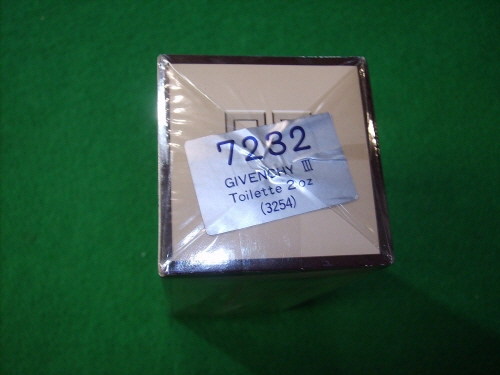 7232
GIVENCHY III
Toilette 2 oz
(3254)